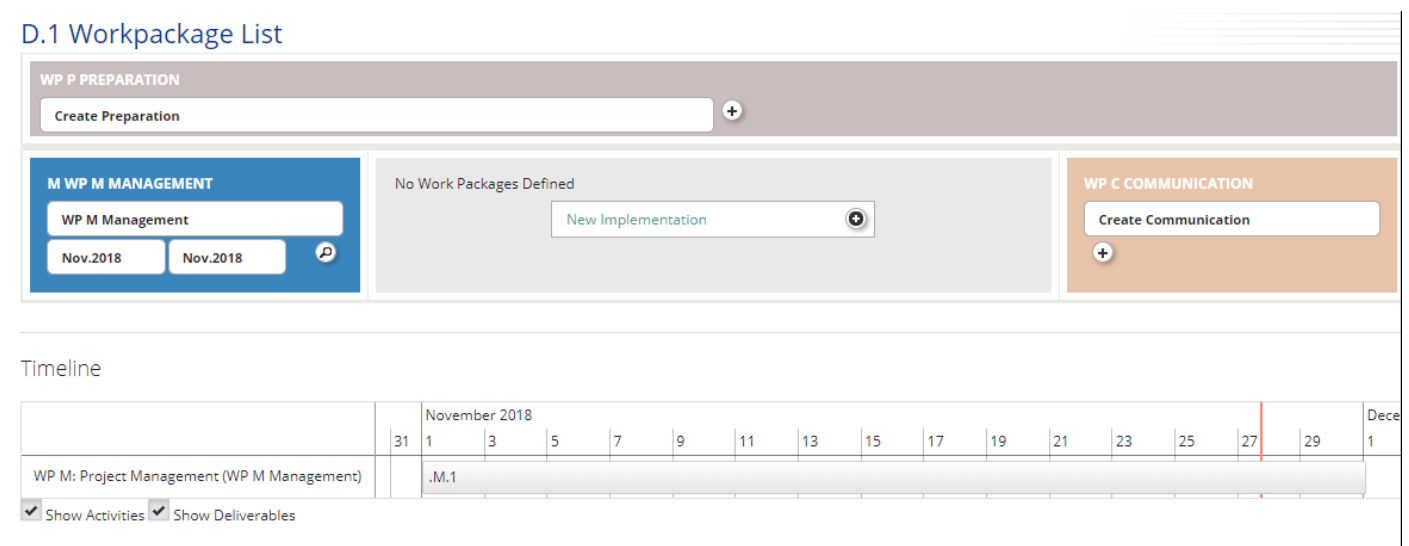 D.1 Workpackage List
WP P PREPARATION
Create Preparation
M WP M MANAGEMENT
WP M Management
Nov.2018 Nov.2018
No Work Packages Defined
New Implementation
WP C COMMUNICATION
Create Communication
Timeline
November 2018 Dece
31 1 3 5 7 9 11 13 15 17 19 21 23 25 27 29 1
WP M: Project Management (WP M Management) .M.1
Show Activities Show Deliverables